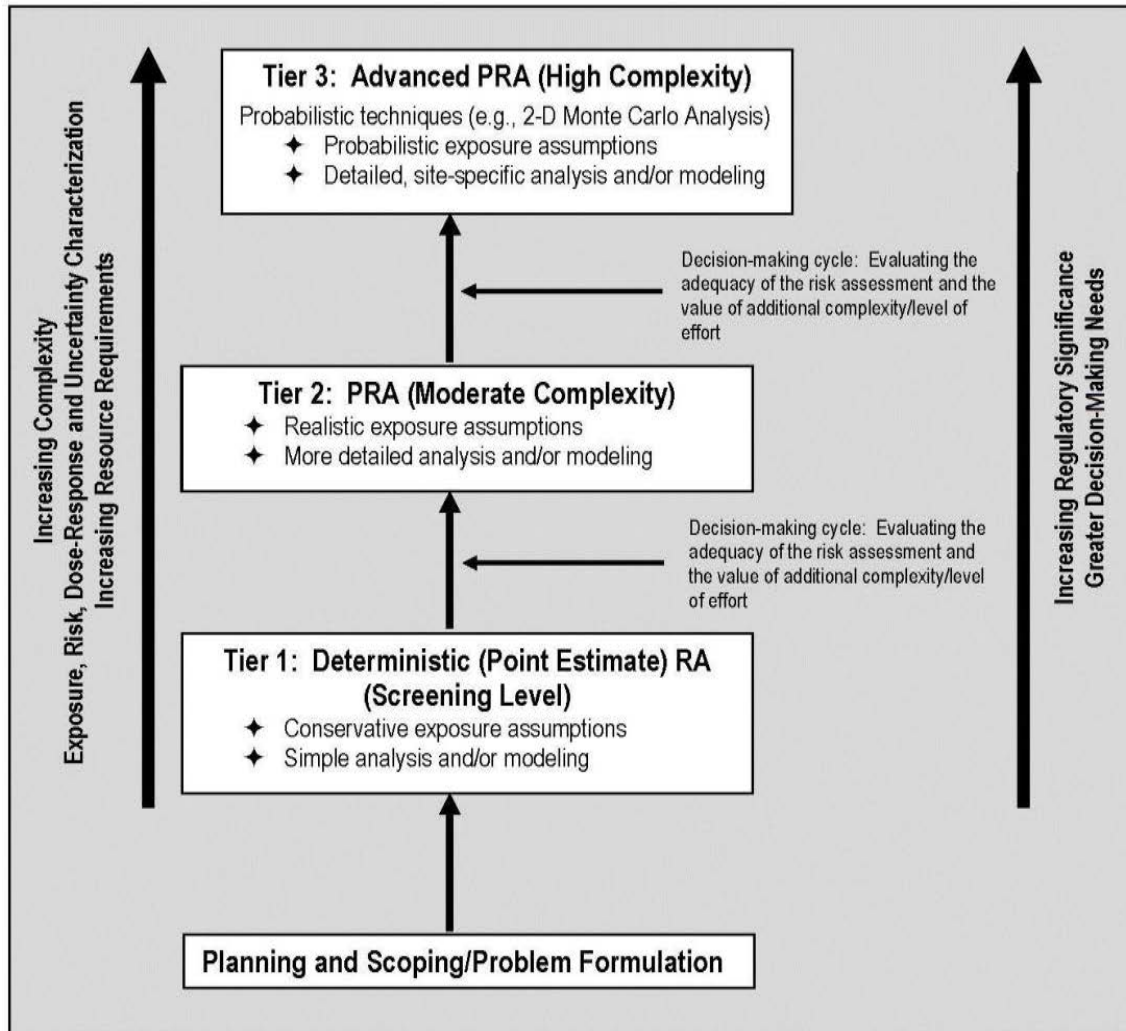 Tier 3: Advanced PRA (High Complexity)
Probabilistic techniques (e.g., 2-D Monte Carlo Analysis)
✦ Probabilistic exposure assumptions
✦ Detailed, site-specific analysis and/or modeling
Decision-making cycle: Evaluating the
adequacy of the risk assessment and the
value of additional complexity/level of
effort
Tier 2: PRA (Moderate Complexity)
✦ Realistic exposure assumptions
✦ More detailed analysis and/or modeling
Decision-making cycle: Evaluating the
adequacy of the risk assessment and
the value of additional complexity/level
of effort
Tier 1: Deterministic (Point Estimate) RA
(Screening Level)
✦ Conservative exposure assumptions
✦ Simple analysis and/or modeling
Planning and Scoping/Problem Formulation
Increasing Complexity
Exposure, Risk, Dose-Response and Uncertainty Characterization
Increasing Resource Requirements
Increasing Regulatory Significance
Greater Decision-Making Needs